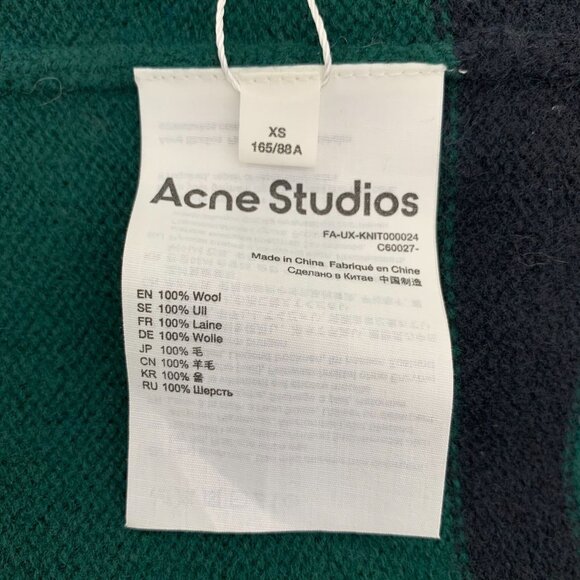 XS
165/88A
Acne Studios
FA-UX-KNIT000024
C60027-
Made in China Fabriqué en Chine
Сделано в Китае 中国制造
EN 100% Wool
SE 100% Ull
FR 100% Laine
DE 100% Wolle
JP 100% 毛
CN 100% 羊毛
KR 100% 울
RU 100% Шерсть